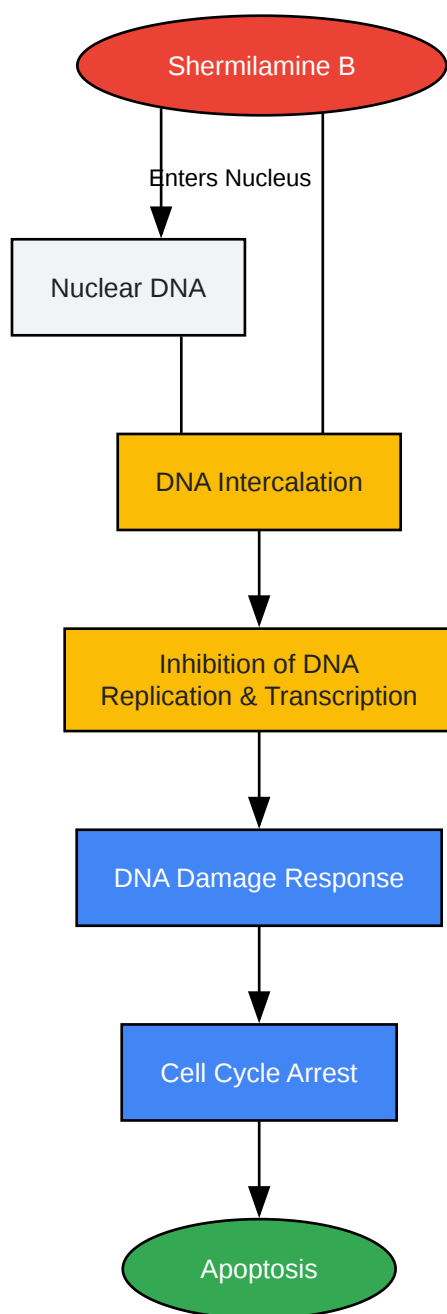 Shermilamine B
Enters Nucleus
Nuclear DNA
DNA Intercalation
Inhibition of DNA
Replication & Transcription
DNA Damage Response
Cell Cycle Arrest
Apoptosis